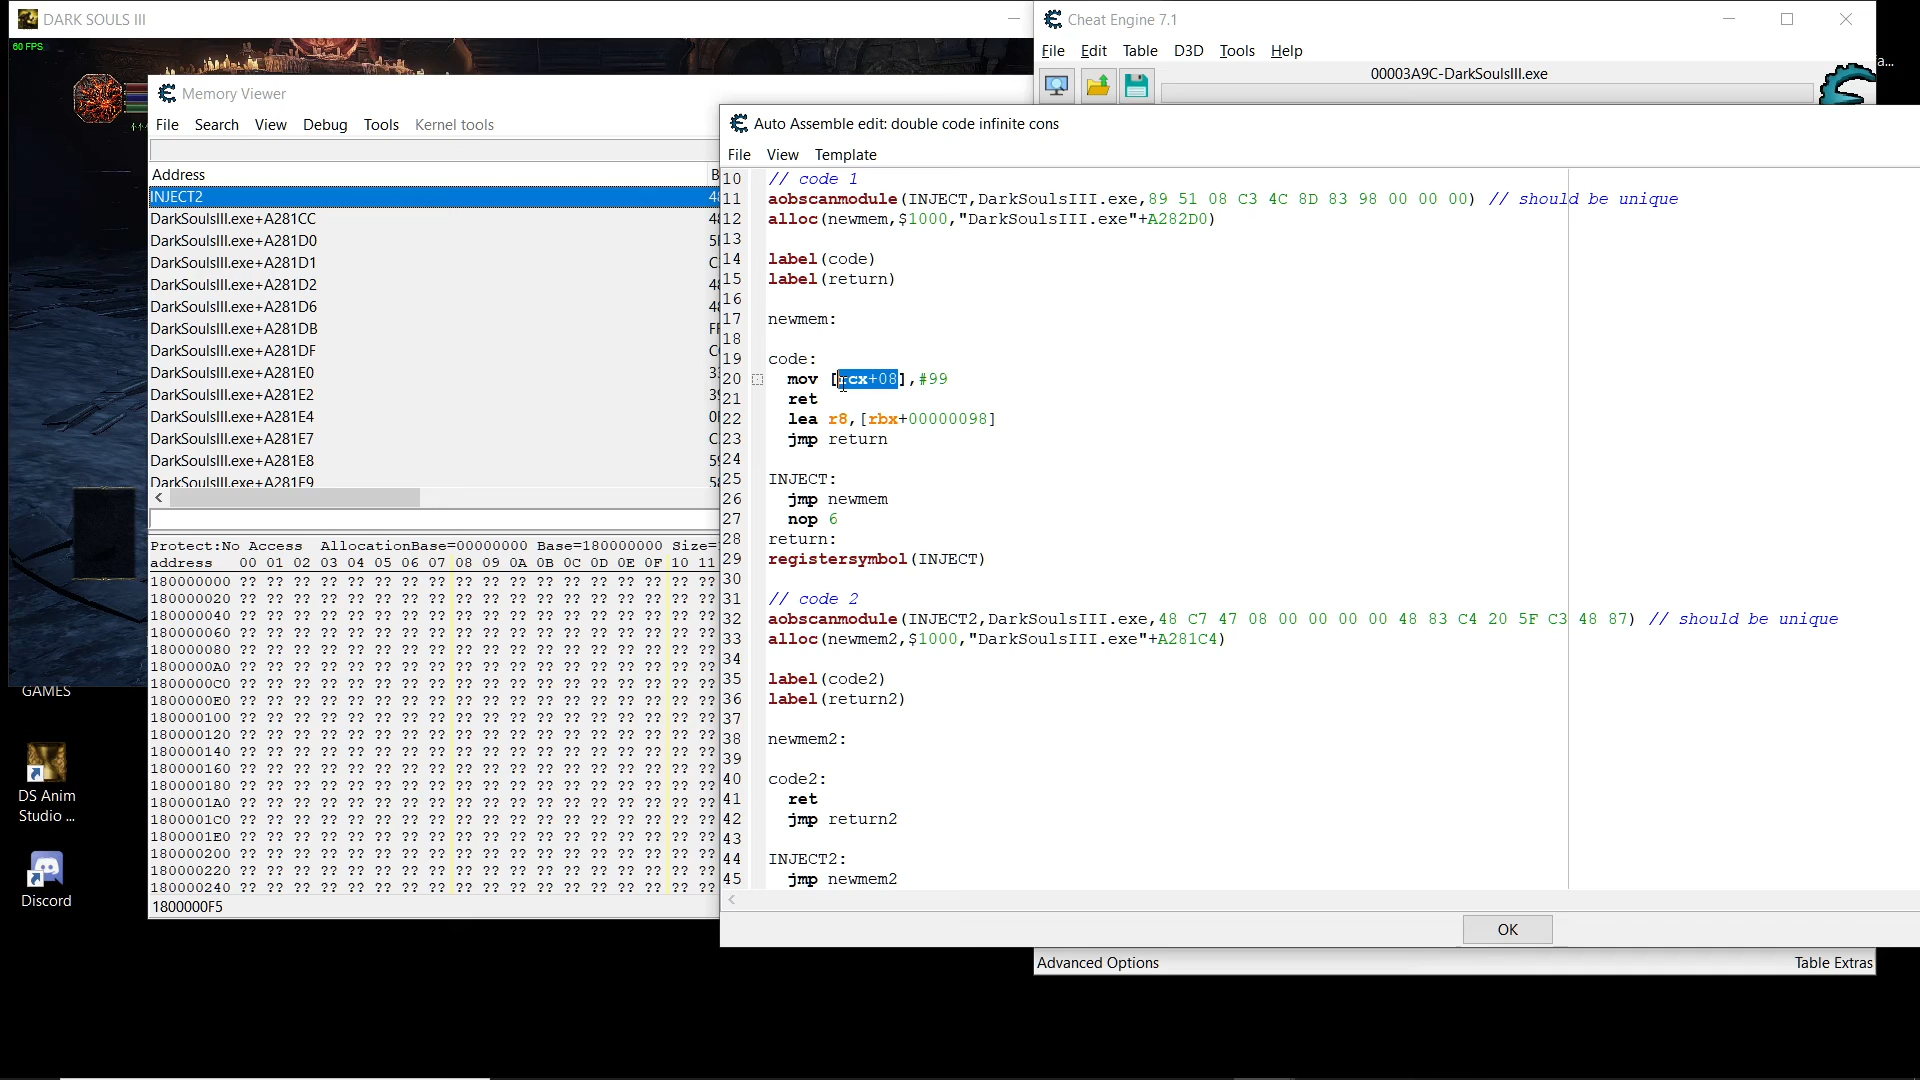 DARK SOULS III
60 FPS
GAMES
DS Anim
Studio ...
Discord
Memory Viewer
File Search View Debug Tools Kernel tools
Address
INJECT2
DarkSoulsIII.exe+A281CC
DarkSoulsIII.exe+A281D0
DarkSoulsIII.exe+A281D1
DarkSoulsIII.exe+A281D2
DarkSoulsIII.exe+A281D6
DarkSoulsIII.exe+A281DB
DarkSoulsIII.exe+A281DF
DarkSoulsIII.exe+A281E0
DarkSoulsIII.exe+A281E2
DarkSoulsIII.exe+A281E4
DarkSoulsIII.exe+A281E7
DarkSoulsIII.exe+A281E8
DarkSoulsIII.exe+A281E9
Protect:No Access AllocationBase=00000000 Base=180000000 Size=
address 00 01 02 03 04 05 06 07 08 09 0A 0B 0C 0D 0E 0F 10 11
180000000 ?? ?? ?? ?? ?? ?? ?? ?? ?? ?? ?? ?? ?? ?? ?? ?? ?? ??
180000020 ?? ?? ?? ?? ?? ?? ?? ?? ?? ?? ?? ?? ?? ?? ?? ?? ?? ??
180000040 ?? ?? ?? ?? ?? ?? ?? ?? ?? ?? ?? ?? ?? ?? ?? ?? ?? ??
180000060 ?? ?? ?? ?? ?? ?? ?? ?? ?? ?? ?? ?? ?? ?? ?? ?? ?? ??
180000080 ?? ?? ?? ?? ?? ?? ?? ?? ?? ?? ?? ?? ?? ?? ?? ?? ?? ??
1800000A0 ?? ?? ?? ?? ?? ?? ?? ?? ?? ?? ?? ?? ?? ?? ?? ?? ?? ??
1800000C0 ?? ?? ?? ?? ?? ?? ?? ?? ?? ?? ?? ?? ?? ?? ?? ?? ?? ??
1800000E0 ?? ?? ?? ?? ?? ?? ?? ?? ?? ?? ?? ?? ?? ?? ?? ?? ?? ??
180000100 ?? ?? ?? ?? ?? ?? ?? ?? ?? ?? ?? ?? ?? ?? ?? ?? ?? ??
180000120 ?? ?? ?? ?? ?? ?? ?? ?? ?? ?? ?? ?? ?? ?? ?? ?? ?? ??
180000140 ?? ?? ?? ?? ?? ?? ?? ?? ?? ?? ?? ?? ?? ?? ?? ?? ?? ??
180000160 ?? ?? ?? ?? ?? ?? ?? ?? ?? ?? ?? ?? ?? ?? ?? ?? ?? ??
180000180 ?? ?? ?? ?? ?? ?? ?? ?? ?? ?? ?? ?? ?? ?? ?? ?? ?? ??
1800001A0 ?? ?? ?? ?? ?? ?? ?? ?? ?? ?? ?? ?? ?? ?? ?? ?? ?? ??
1800001C0 ?? ?? ?? ?? ?? ?? ?? ?? ?? ?? ?? ?? ?? ?? ?? ?? ?? ??
1800001E0 ?? ?? ?? ?? ?? ?? ?? ?? ?? ?? ?? ?? ?? ?? ?? ?? ?? ??
180000200 ?? ?? ?? ?? ?? ?? ?? ?? ?? ?? ?? ?? ?? ?? ?? ?? ?? ??
180000220 ?? ?? ?? ?? ?? ?? ?? ?? ?? ?? ?? ?? ?? ?? ?? ?? ?? ??
180000240 ?? ?? ?? ?? ?? ?? ?? ?? ?? ?? ?? ?? ?? ?? ?? ?? ?? ??
1800000F5
Cheat Engine 7.1
File Edit Table D3D Tools Help
00003A9C-DarkSoulsIII.exe
Auto Assemble edit: double code infinite cons
File View Template
10 // code 1
11 aobscanmodule(INJECT,DarkSoulsIII.exe,89 51 08 C3 4C 8D 83 98 00 00 00) // should be unique
12 alloc(newmem,$1000,"DarkSoulsIII.exe"+A282D0)
13
14 label(code)
15 label(return)
16
17 newmem:
18
19 code:
20 mov [rcx+08],#99
21 ret
22 lea r8,[rbx+00000098]
23 jmp return
24
25 INJECT:
26 jmp newmem
27 nop 6
28 return:
29 registersymbol(INJECT)
30
31 // code 2
32 aobscanmodule(INJECT2,DarkSoulsIII.exe,48 C7 47 08 00 00 00 00 48 83 C4 20 5F C3 48 87) // should be unique
33 alloc(newmem2,$1000,"DarkSoulsIII.exe"+A281C4)
34
35 label(code2)
36 label(return2)
37
38 newmem2:
39
40 code2:
41 ret
42 jmp return2
43
44 INJECT2:
45 jmp newmem2
OK
Advanced Options
Table Extras